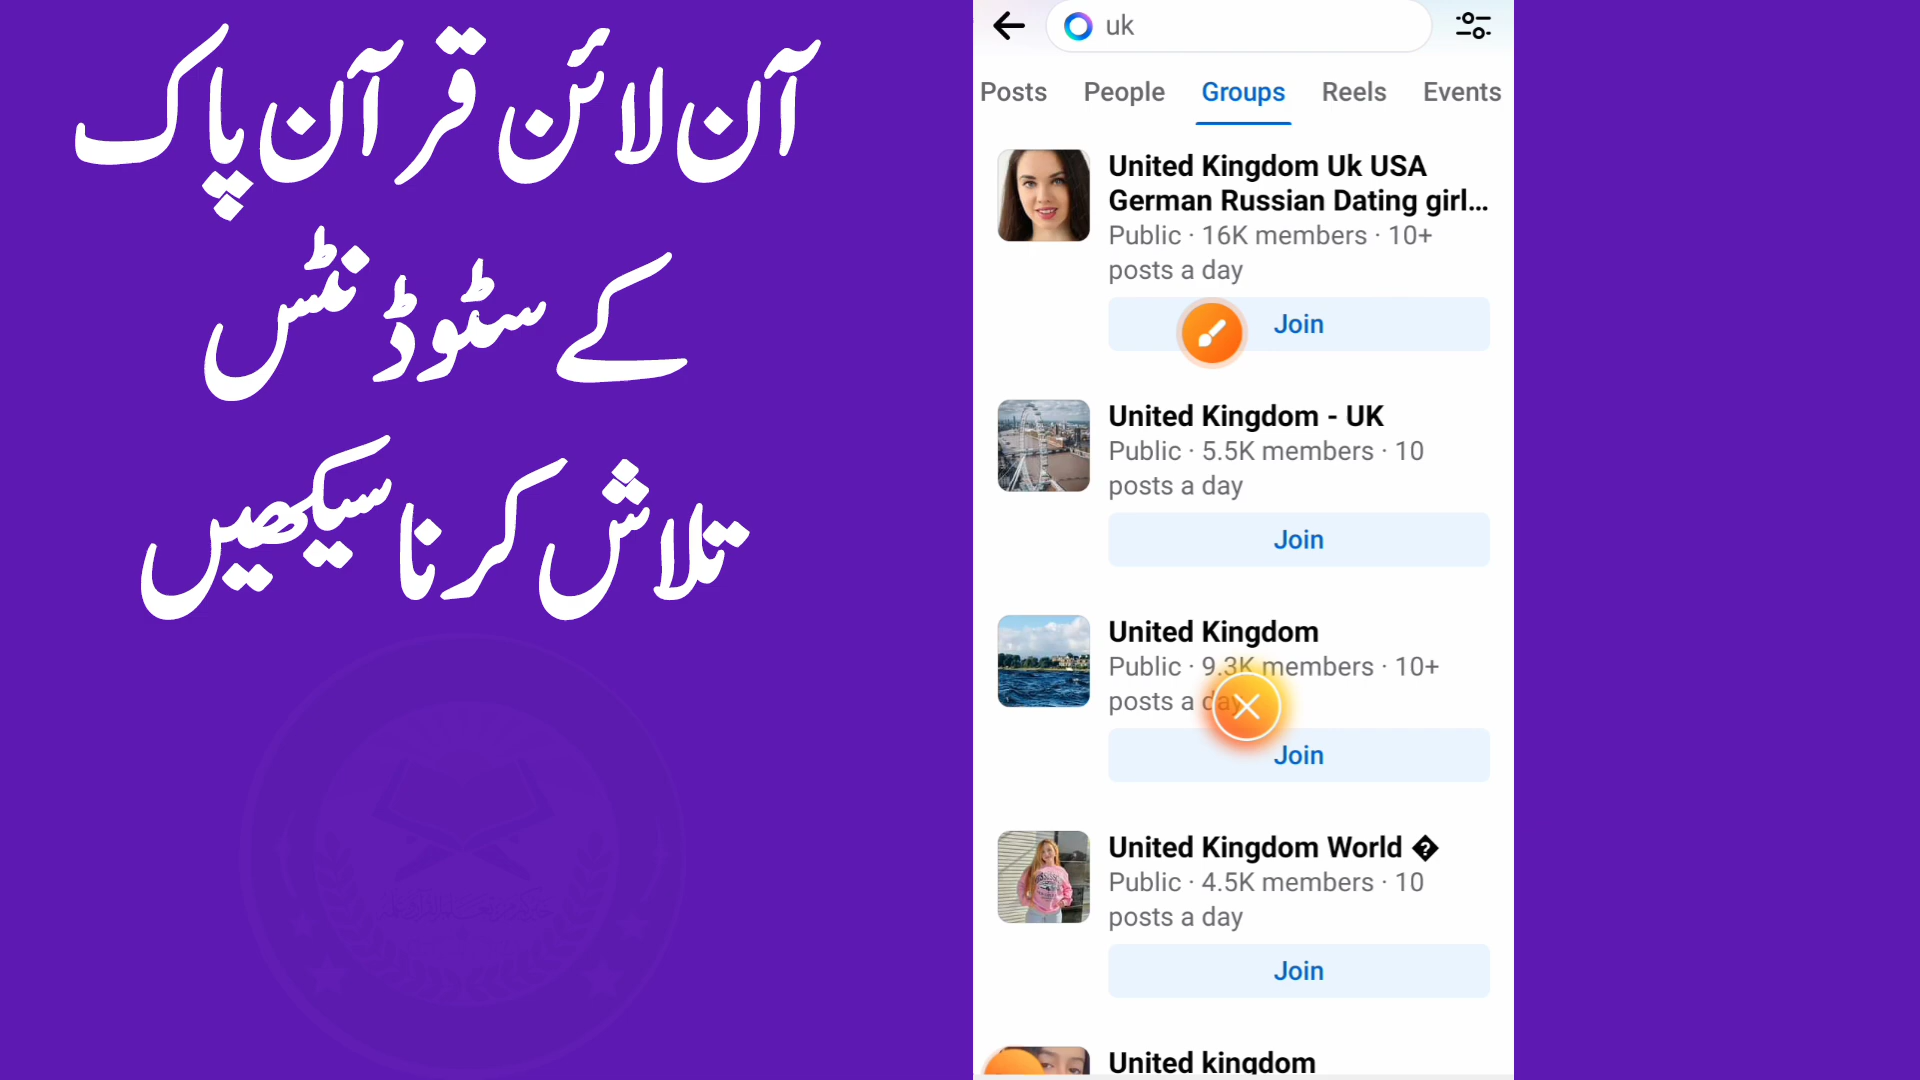 آن لائن قرآن پاک
کے سٹوڈنٹس
تلاش کرنا سیکھیں
uk
Posts People Groups Reels Events
United Kingdom Uk USA
German Russian Dating girl...
Public · 16K members · 10+
posts a day
Join
United Kingdom - UK
Public · 5.5K members · 10
posts a day
Join
United Kingdom
Public · 9.3K members · 10+
posts a day
Join
United Kingdom World �
Public · 4.5K members · 10
posts a day
Join
United kingdom